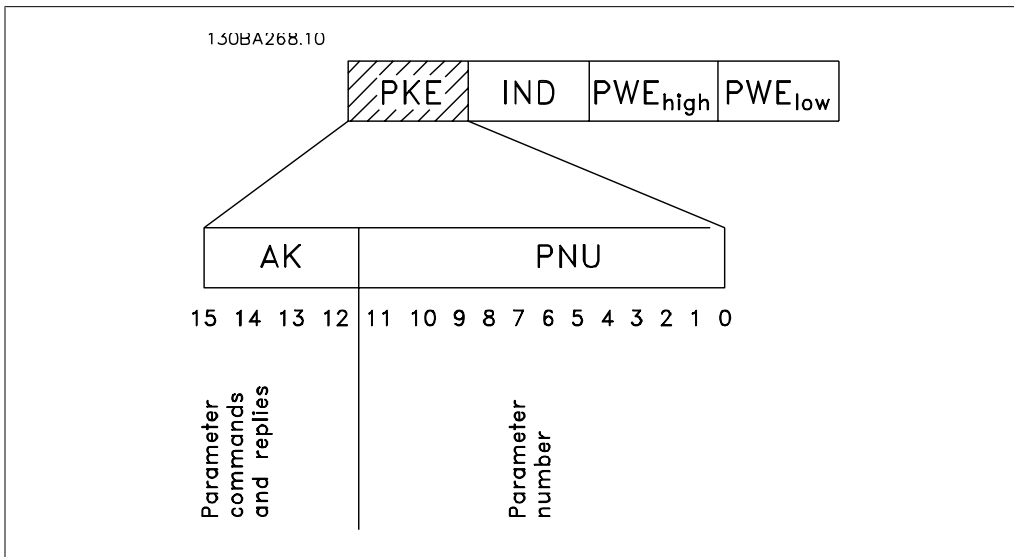 130BA268.10
PKE IND PWEhigh PWElow
AK PNU
15 14 13 12 11 10 9 8 7 6 5 4 3 2 1 0
Parameter
commands
and replies
Parameter
number